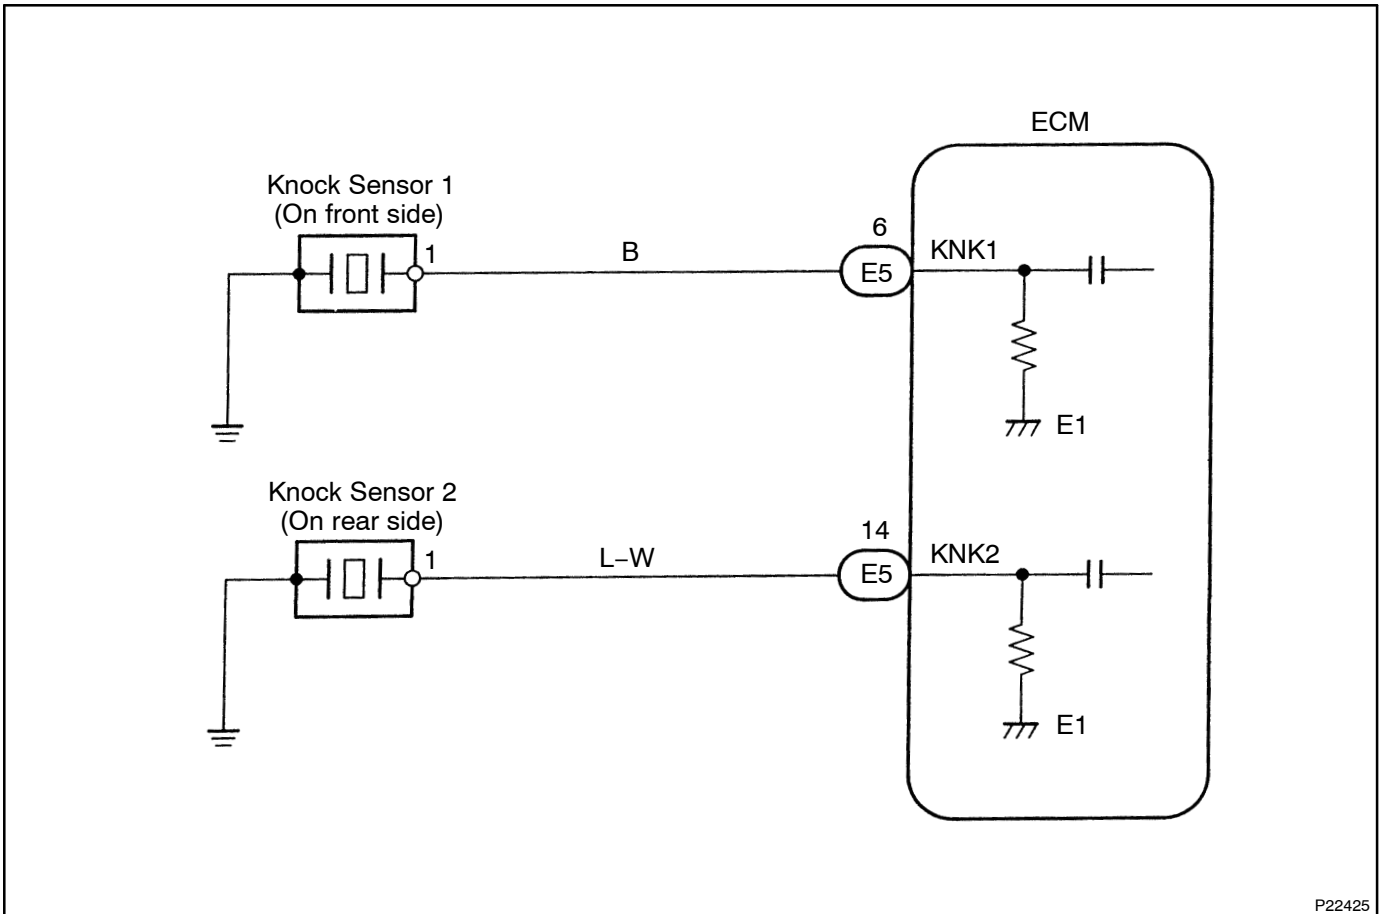 ECM
Knock Sensor 1
(On front side)
1
B
6
E5
KNK1
E1
Knock Sensor 2
(On rear side)
1
L–W
14
E5
KNK2
E1
P22425